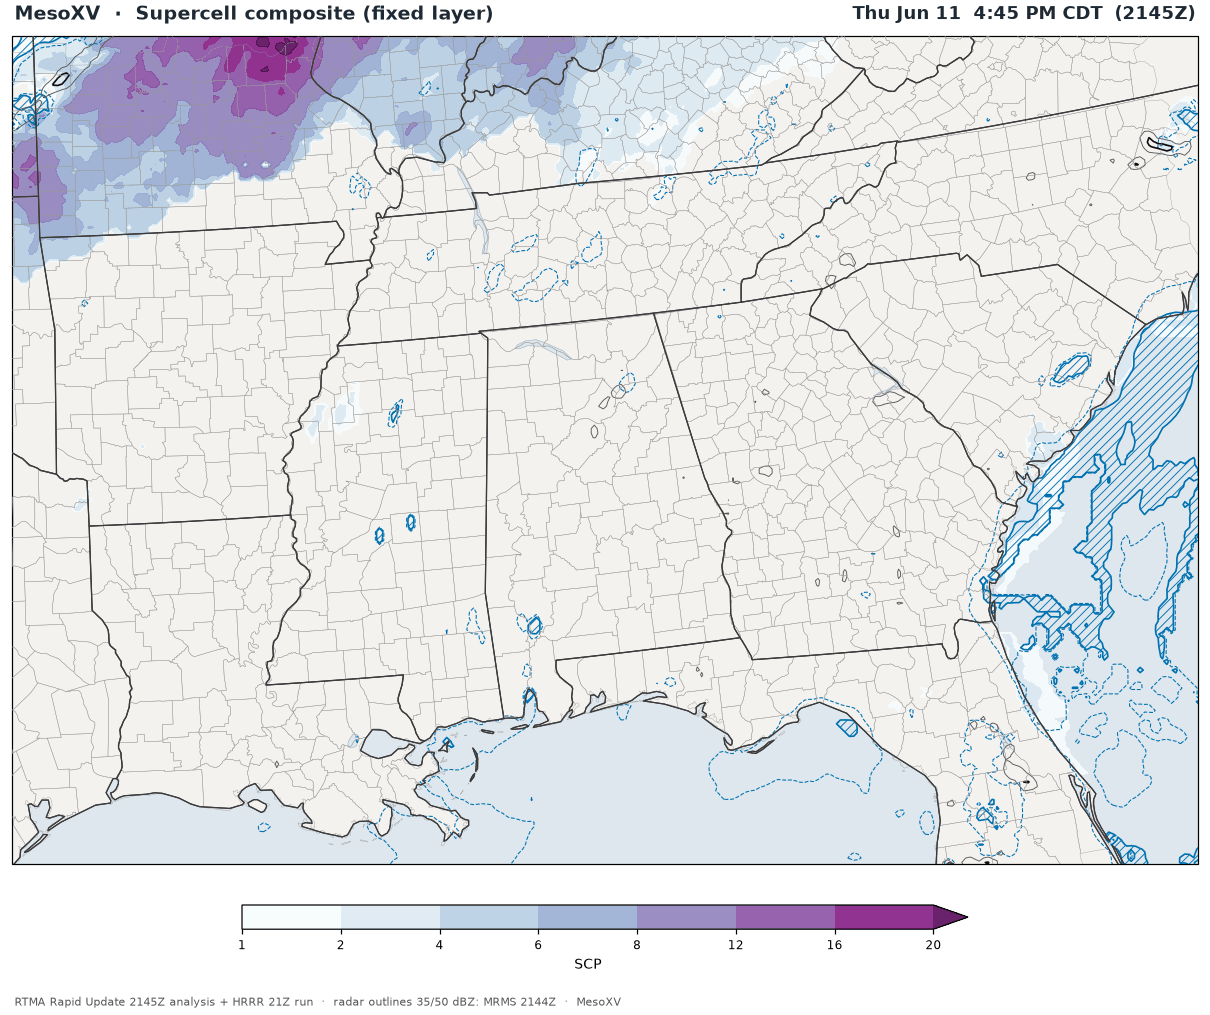 MesoXV · Supercell composite (fixed layer)
Thu Jun 11 4:45 PM CDT (2145Z)
1 2 4 6 8 12 16 20
SCP
RTMA Rapid Update 2145Z analysis + HRRR 21Z run · radar outlines 35/50 dBZ: MRMS 2144Z · MesoXV